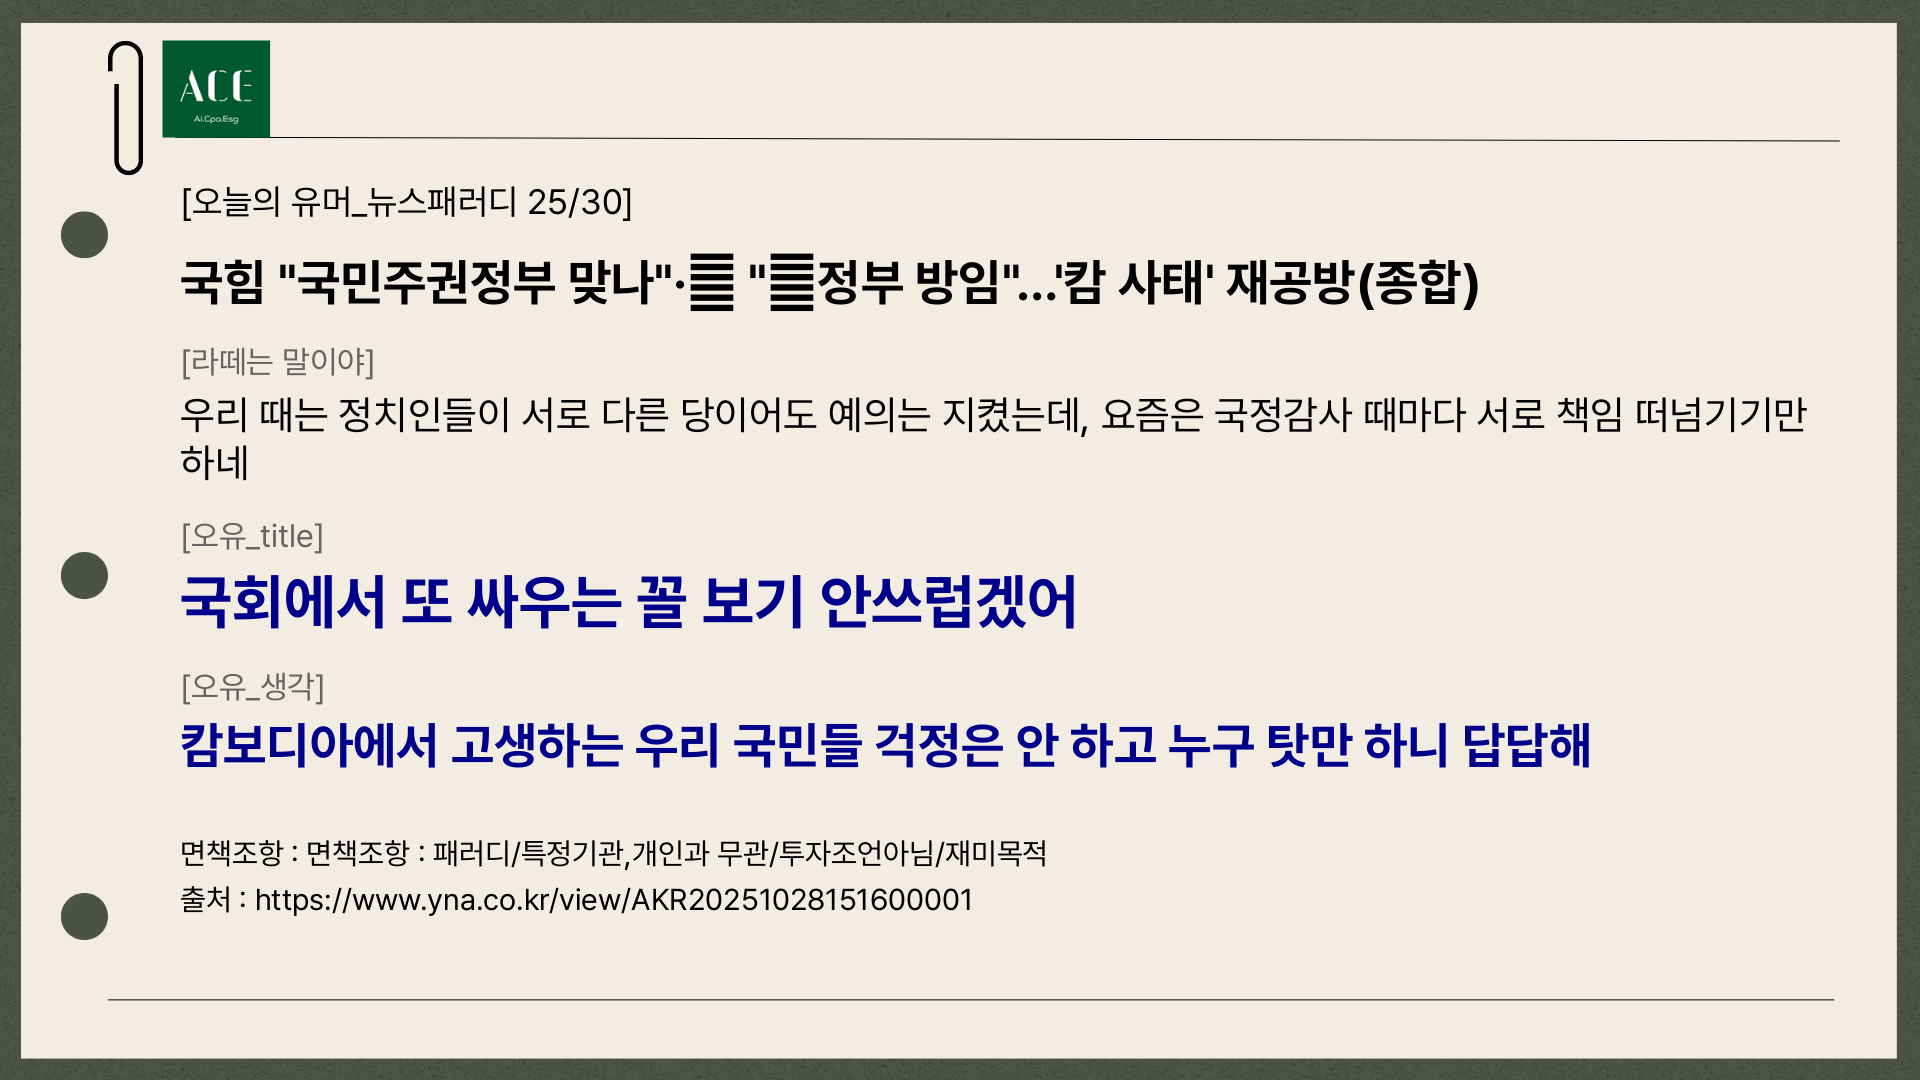 ACE
Ai.Cpa.Esg
[오늘의 유머_뉴스패러디 25/30]
국힘 "국민주권정부 맞나"· "정부 방임"…'캄 사태' 재공방(종합)
[라떼는 말이야]
우리 때는 정치인들이 서로 다른 당이어도 예의는 지켰는데, 요즘은 국정감사 때마다 서로 책임 떠넘기기만
하네
[오유_title]
국회에서 또 싸우는 꼴 보기 안쓰럽겠어
[오유_생각]
캄보디아에서 고생하는 우리 국민들 걱정은 안 하고 누구 탓만 하니 답답해
면책조항 : 면책조항 : 패러디/특정기관,개인과 무관/투자조언아님/재미목적
출처 : https://www.yna.co.kr/view/AKR20251028151600001